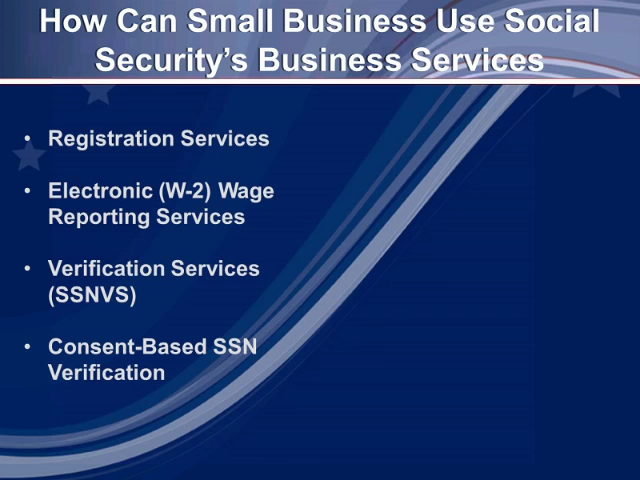 How Can Small Business Use Social
Security’s Business Services
• Registration Services
• Electronic (W-2) Wage
Reporting Services
• Verification Services
(SSNVS)
• Consent-Based SSN
Verification